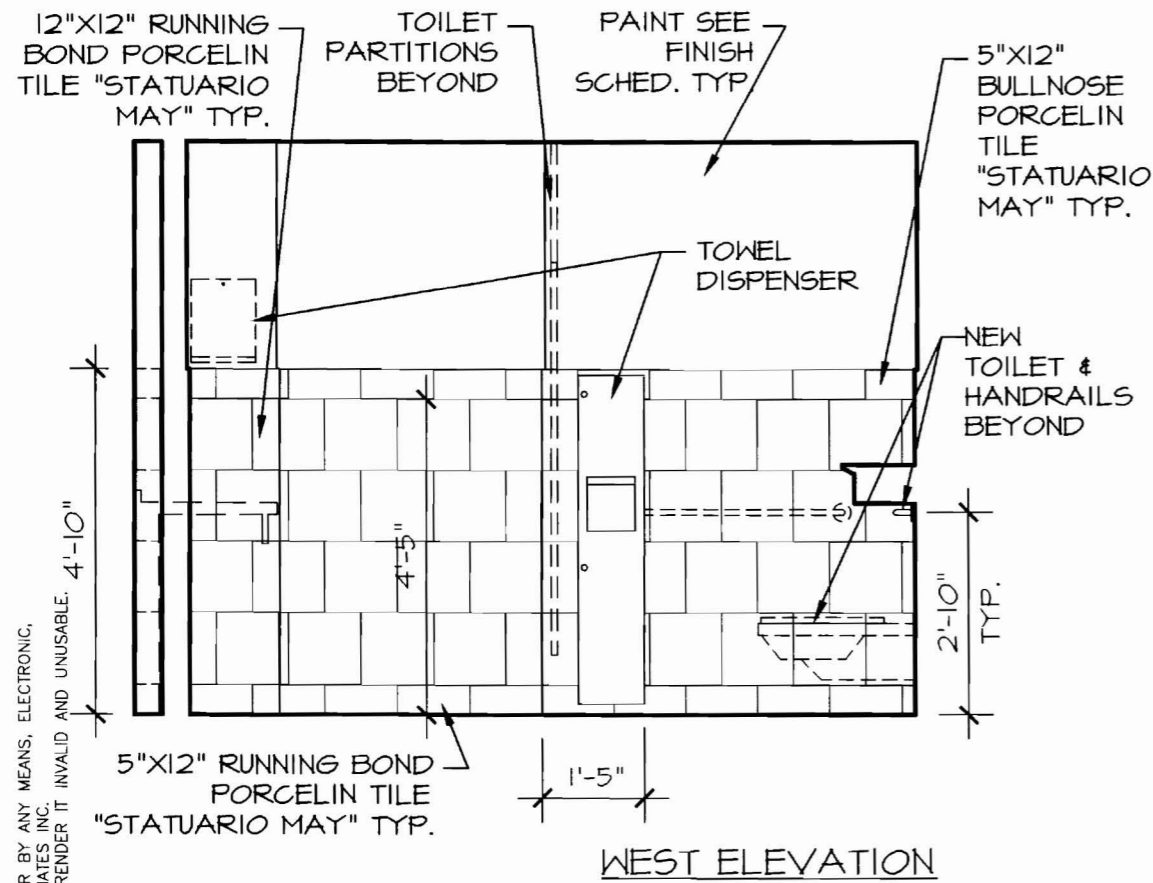 12"X12" RUNNING
BOND PORCELIN
TILE "STATUARIO
MAY" TYP.
TOILET
PARTITIONS
BEYOND
PAINT SEE
FINISH
SCHED. TYP.
5"X12"
BULLNOSE
PORCELIN
TILE
"STATUARIO
MAY" TYP.
TOWEL
DISPENSER
NEW
TOILET &
HANDRAILS
BEYOND
4'-10"
4'-5"
2'-10"
TYP.
1'-5"
5"X12" RUNNING BOND
PORCELIN TILE
"STATUARIO MAY" TYP.
WEST ELEVATION
R BY ANY MEANS, ELECTRONIC,
IATES INC.
RENDER IT INVALID AND UNUSABLE.